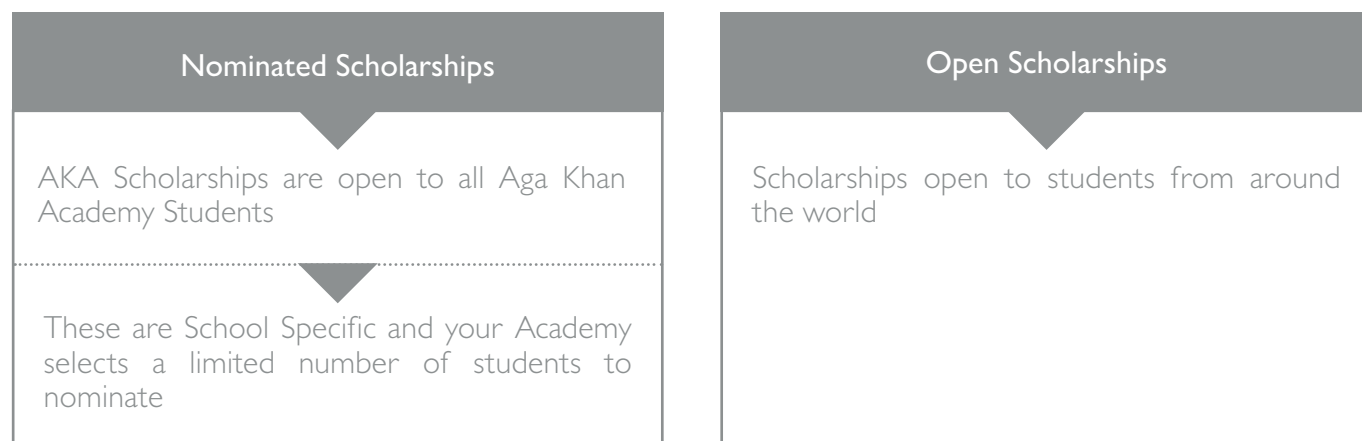 Nominated Scholarships
AKA Scholarships are open to all Aga Khan
Academy Students
These are School Specific and your Academy
selects a limited number of students to
nominate
Open Scholarships
Scholarships open to students from around
the world